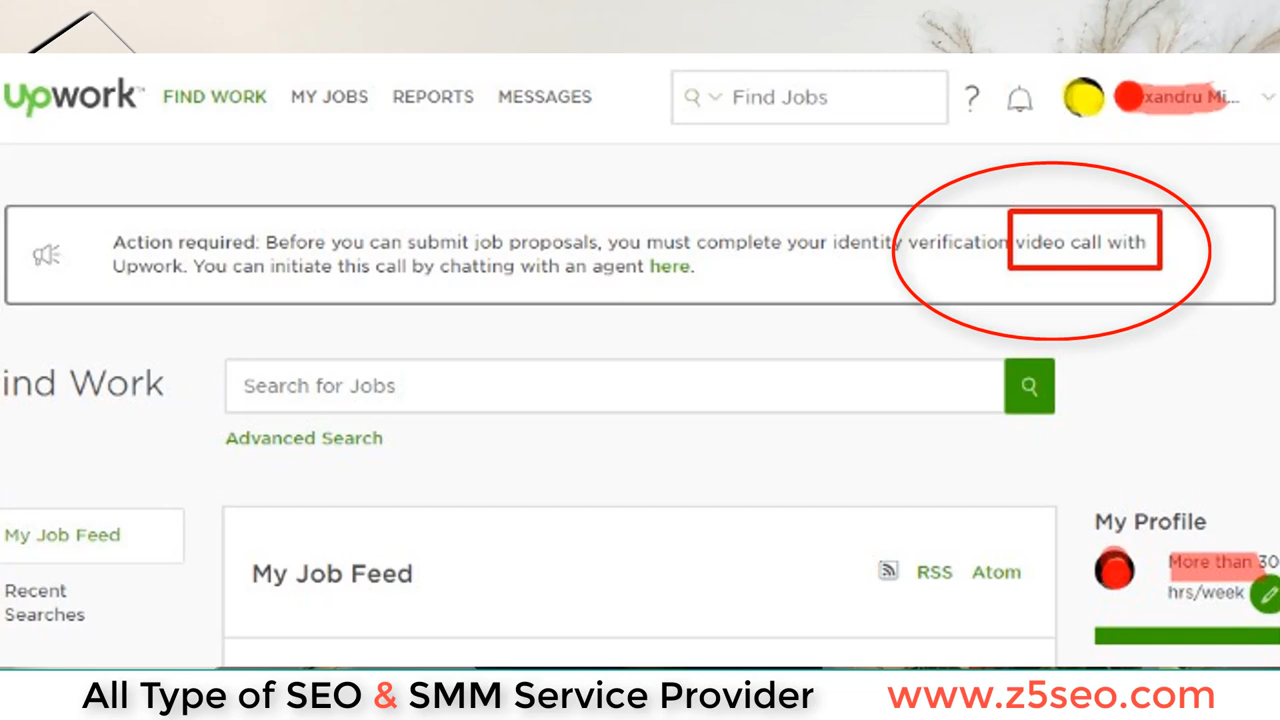 Upwork™ FIND WORK MY JOBS REPORTS MESSAGES Find Jobs ? xandru Mi...
Action required: Before you can submit job proposals, you must complete your identity verification video call with
Upwork. You can initiate this call by chatting with an agent here.
ind Work
Search for Jobs
Advanced Search
My Job Feed
Recent
Searches
My Job Feed
RSS Atom
My Profile
More than 30
hrs/week
All Type of SEO & SMM Service Provider www.z5seo.com